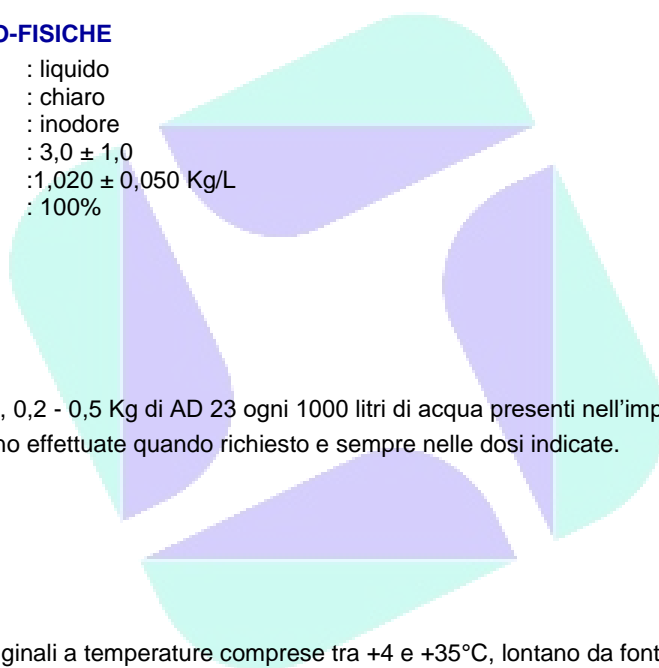 O-FISICHE
: liquido
: chiaro
: inodore
: 3,0 ± 1,0
:1,020 ± 0,050 Kg/L
: 100%
, 0,2 - 0,5 Kg di AD 23 ogni 1000 litri di acqua presenti nell’imp
no effettuate quando richiesto e sempre nelle dosi indicate.
ginali a temperature comprese tra +4 e +35°C, lontano da font